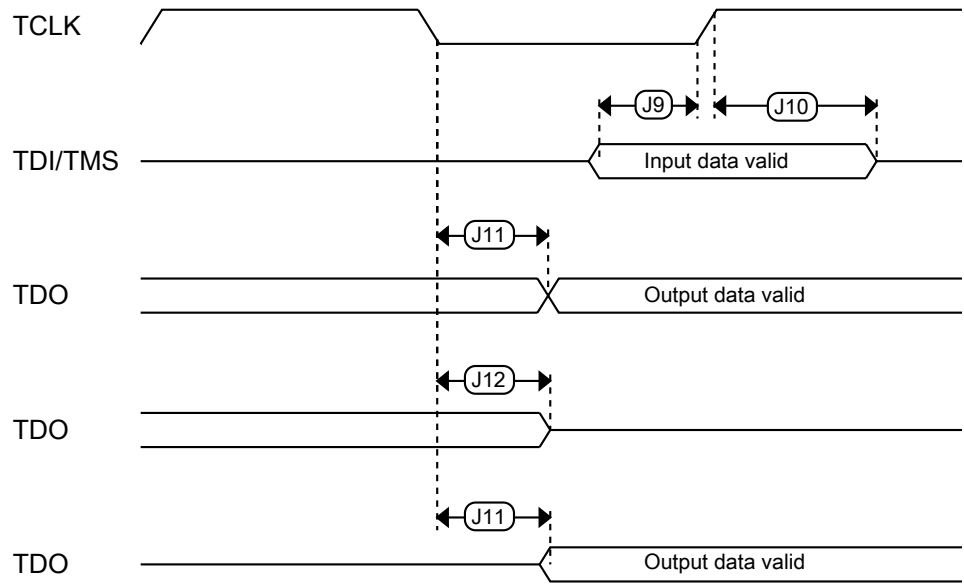 TCLK
J9
J10
TDI/TMS
Input data valid
J11
TDO
Output data valid
J12
TDO
J11
TDO
Output data valid